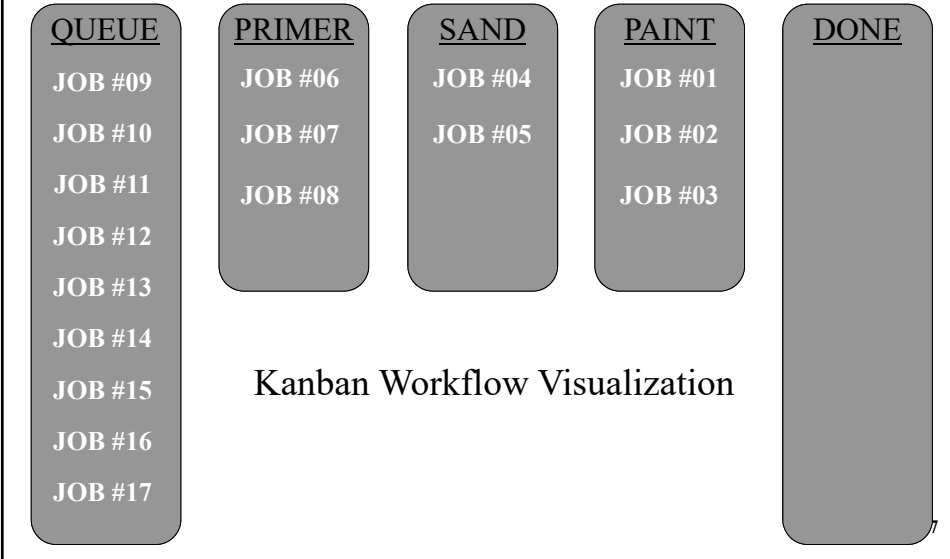 QUEUE
JOB #09
JOB #10
JOB #11
JOB #12
JOB #13
JOB #14
JOB #15
JOB #16
JOB #17
PRIMER
JOB #06
JOB #07
JOB #08
SAND
JOB #04
JOB #05
PAINT
JOB #01
JOB #02
JOB #03
DONE
Kanban Workflow Visualization
7